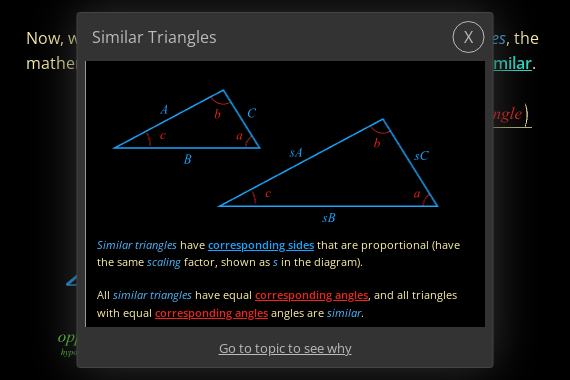 Similar Triangles
X
Now, w
es, the
mathe
milar.
ngle)
A
C
b
c
a
B
sA
sC
b
c
a
sB
Similar triangles have corresponding sides that are proportional (have
the same scaling factor, shown as s in the diagram).
All similar triangles have equal corresponding angles, and all triangles
with equal corresponding angles angles are similar.
opp
hypo
Go to topic to see why